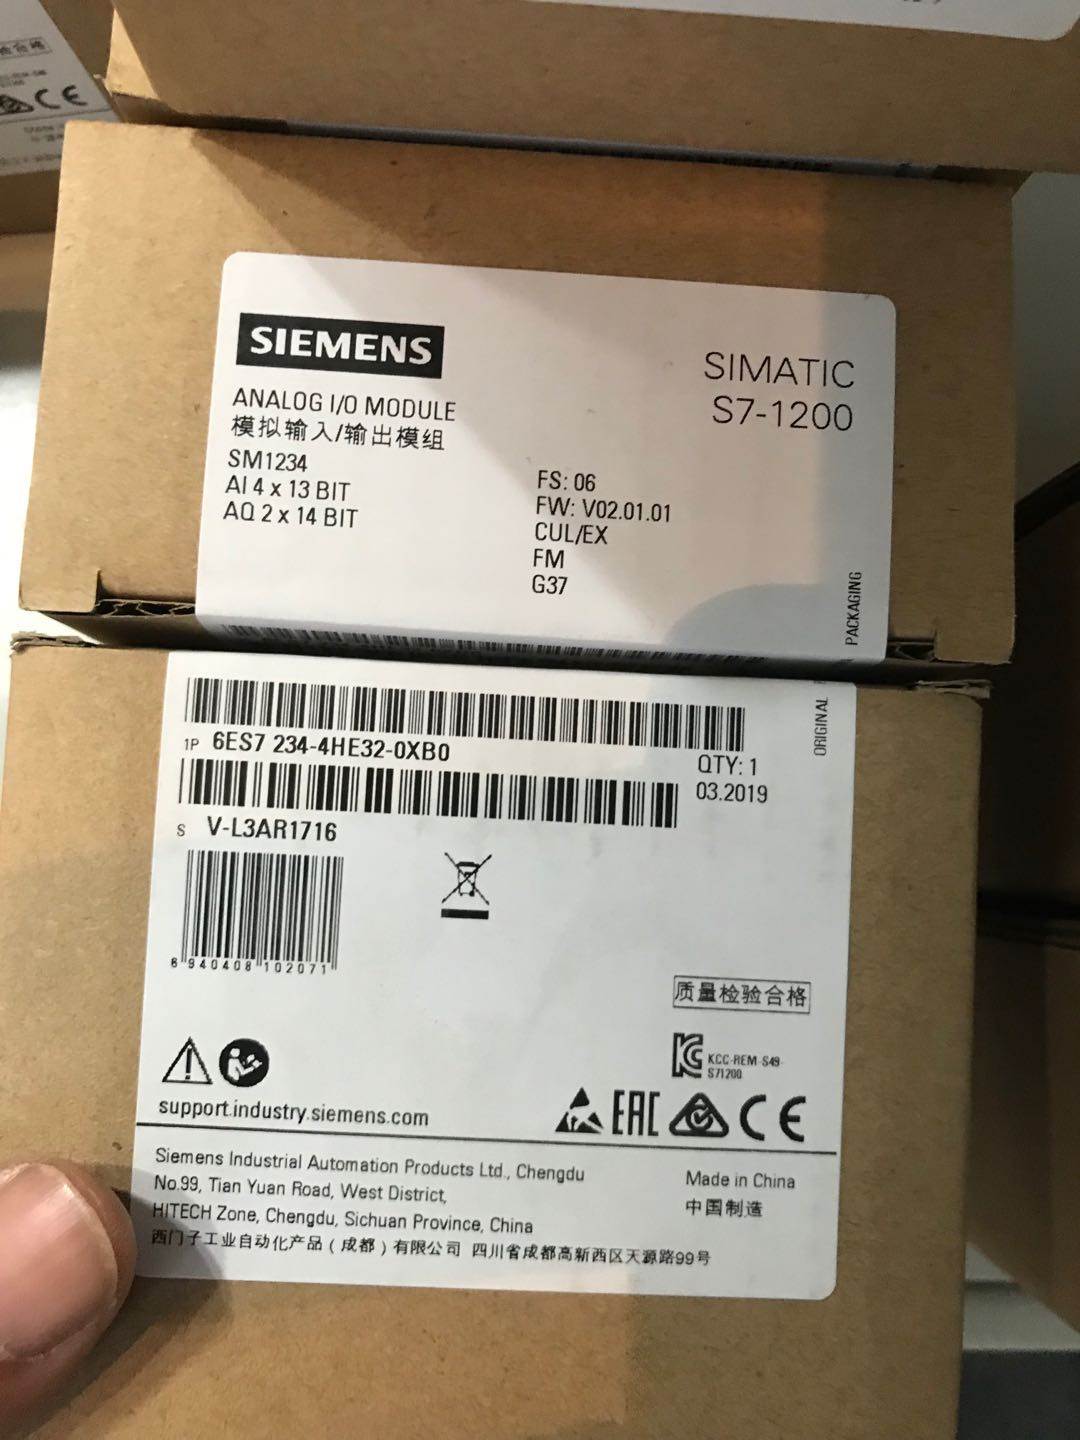 SIEMENS
SIMATIC
S7-1200
ANALOG I/O MODULE
模拟输入/输出模组
SM1234
AI 4 x 13 BIT
AQ 2 x 14 BIT
FS: 06
FW: V02.01.01
CUL/EX
FM
G37
ORIGINAL PACKAGING
1P 6ES7 234-4HE32-0XB0
QTY: 1
03.2019
S V-L3AR1716
6 940408 102071
质量检验合格
KCC-REM-S49-
S71200
support.industry.siemens.com
EAC CE
Siemens Industrial Automation Products Ltd., Chengdu
No.99, Tian Yuan Road, West District,
HITECH Zone, Chengdu, Sichuan Province, China
西门子工业自动化产品（成都）有限公司 四川省成都高新西区天源路99号
Made in China
中国制造
CE